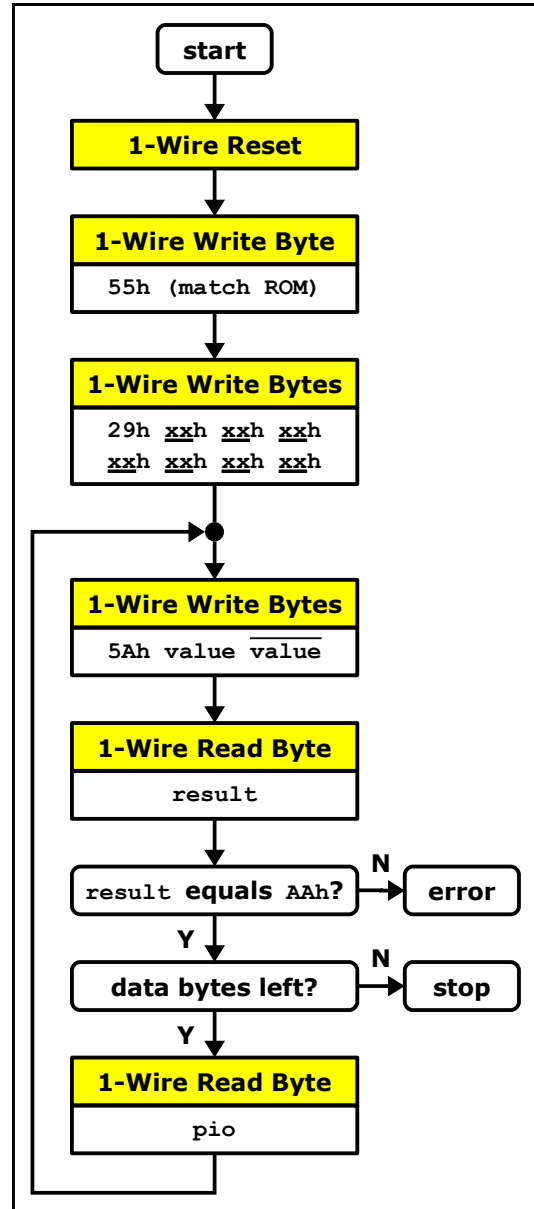 start
1-Wire Reset
1-Wire Write Byte
55h (match ROM)
1-Wire Write Bytes
29h xxh xxh xxh
xxh xxh xxh xxh
1-Wire Write Bytes
5Ah value value
1-Wire Read Byte
result
result equals AAh?
N
error
Y
data bytes left?
N
stop
Y
1-Wire Read Byte
pio